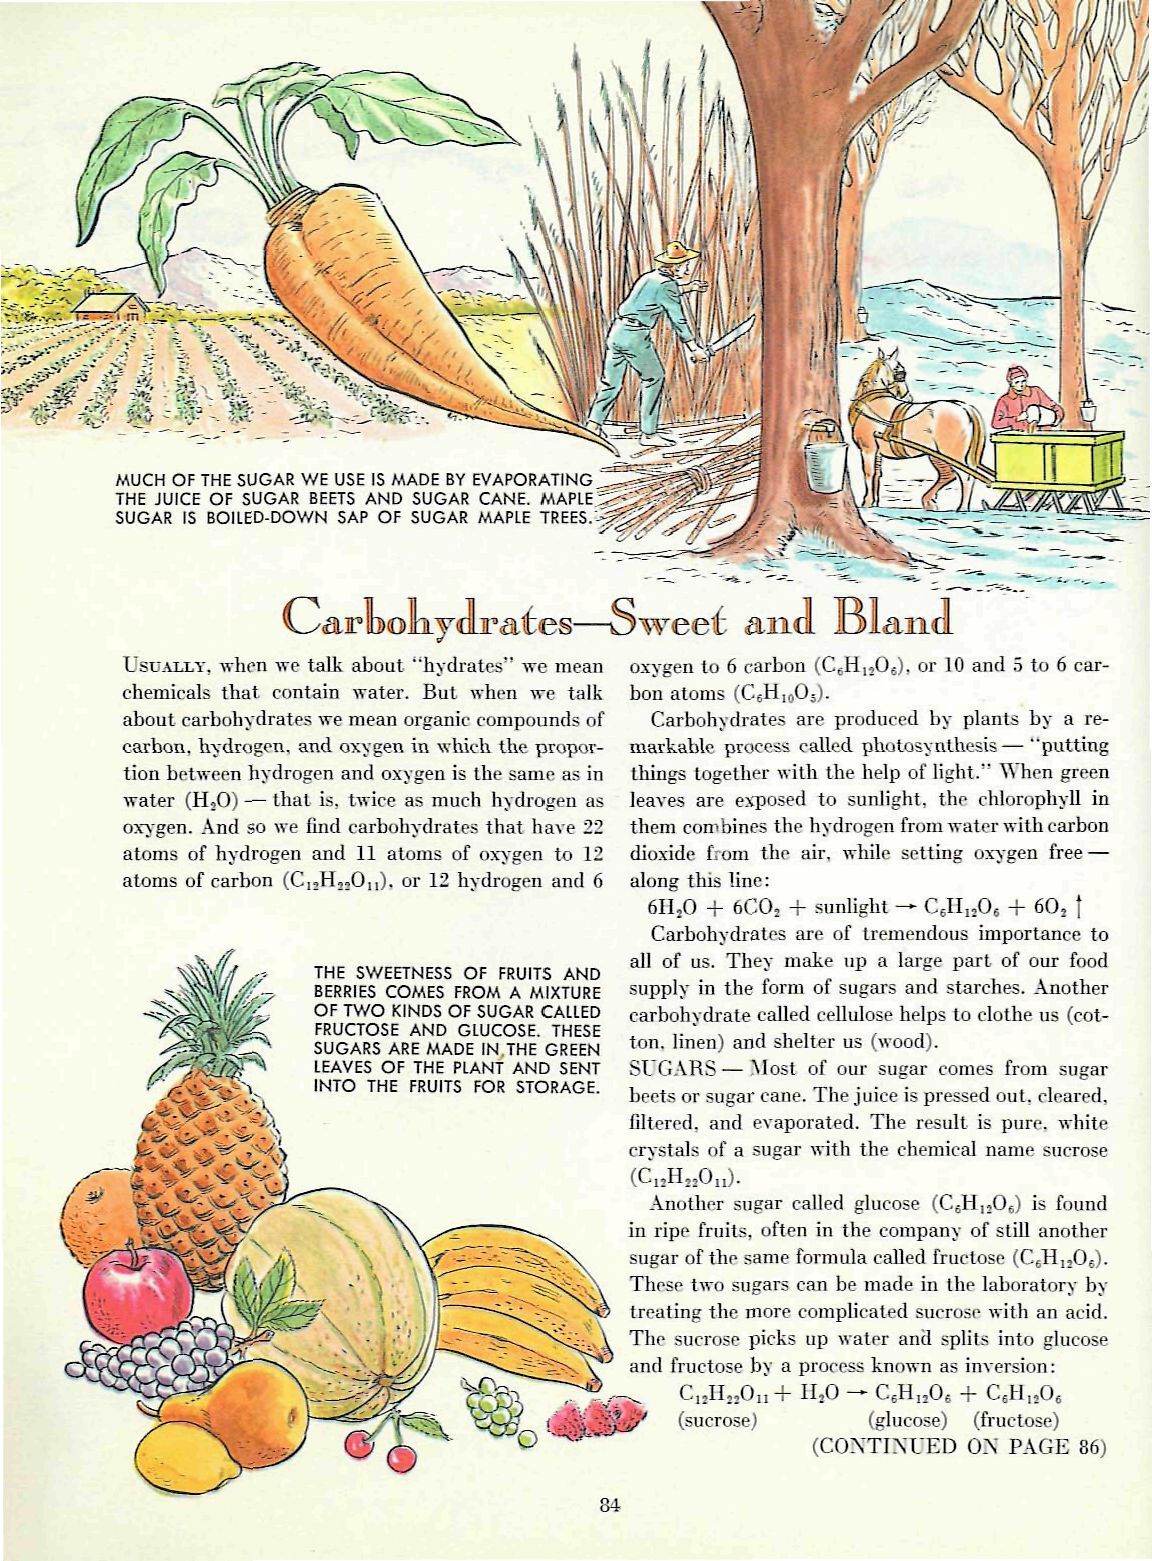 MUCH OF THE SUGAR WE USE IS MADE BY EVAPORATING
THE JUICE OF SUGAR BEETS AND SUGAR CANE. MAPLE
SUGAR IS BOILED-DOWN SAP OF SUGAR MAPLE TREES.
Carbohydrates—Sweet and Bland
USUALLY, when we talk about "hydrates" we mean
chemicals that contain water. But when we talk
about carbohydrates we mean organic compounds of
carbon, hydrogen, and oxygen in which the propor-
tion between hydrogen and oxygen is the same as in
water (H₂O) — that is, twice as much hydrogen as
oxygen. And so we find carbohydrates that have 22
atoms of hydrogen and 11 atoms of oxygen to 12
atoms of carbon (C₁₂H₂₂O₁₁), or 12 hydrogen and 6
oxygen to 6 carbon (C₆H₁₂O₆), or 10 and 5 to 6 car-
bon atoms (C₆H₁₀O₅).
Carbohydrates are produced by plants by a re-
markable process called photosynthesis — "putting
things together with the help of light." When green
leaves are exposed to sunlight, the chlorophyll in
them combines the hydrogen from water with carbon
dioxide from the air, while setting oxygen free —
along this line:
6H₂O + 6CO₂ + sunlight → C₆H₁₂O₆ + 6O₂ ↑
Carbohydrates are of tremendous importance to
all of us. They make up a large part of our food
supply in the form of sugars and starches. Another
carbohydrate called cellulose helps to clothe us (cot-
ton, linen) and shelter us (wood).
SUGARS — Most of our sugar comes from sugar
beets or sugar cane. The juice is pressed out, cleared,
filtered, and evaporated. The result is pure, white
crystals of a sugar with the chemical name sucrose
(C₁₂H₂₂O₁₁).
Another sugar called glucose (C₆H₁₂O₆) is found
in ripe fruits, often in the company of still another
sugar of the same formula called fructose (C₆H₁₂O₆).
These two sugars can be made in the laboratory by
treating the more complicated sucrose with an acid.
The sucrose picks up water and splits into glucose
and fructose by a process known as inversion:
C₁₂H₂₂O₁₁ + H₂O → C₆H₁₂O₆ + C₆H₁₂O₆
(sucrose) (glucose) (fructose)
(CONTINUED ON PAGE 86)
THE SWEETNESS OF FRUITS AND
BERRIES COMES FROM A MIXTURE
OF TWO KINDS OF SUGAR CALLED
FRUCTOSE AND GLUCOSE. THESE
SUGARS ARE MADE IN THE GREEN
LEAVES OF THE PLANT AND SENT
INTO THE FRUITS FOR STORAGE.
84